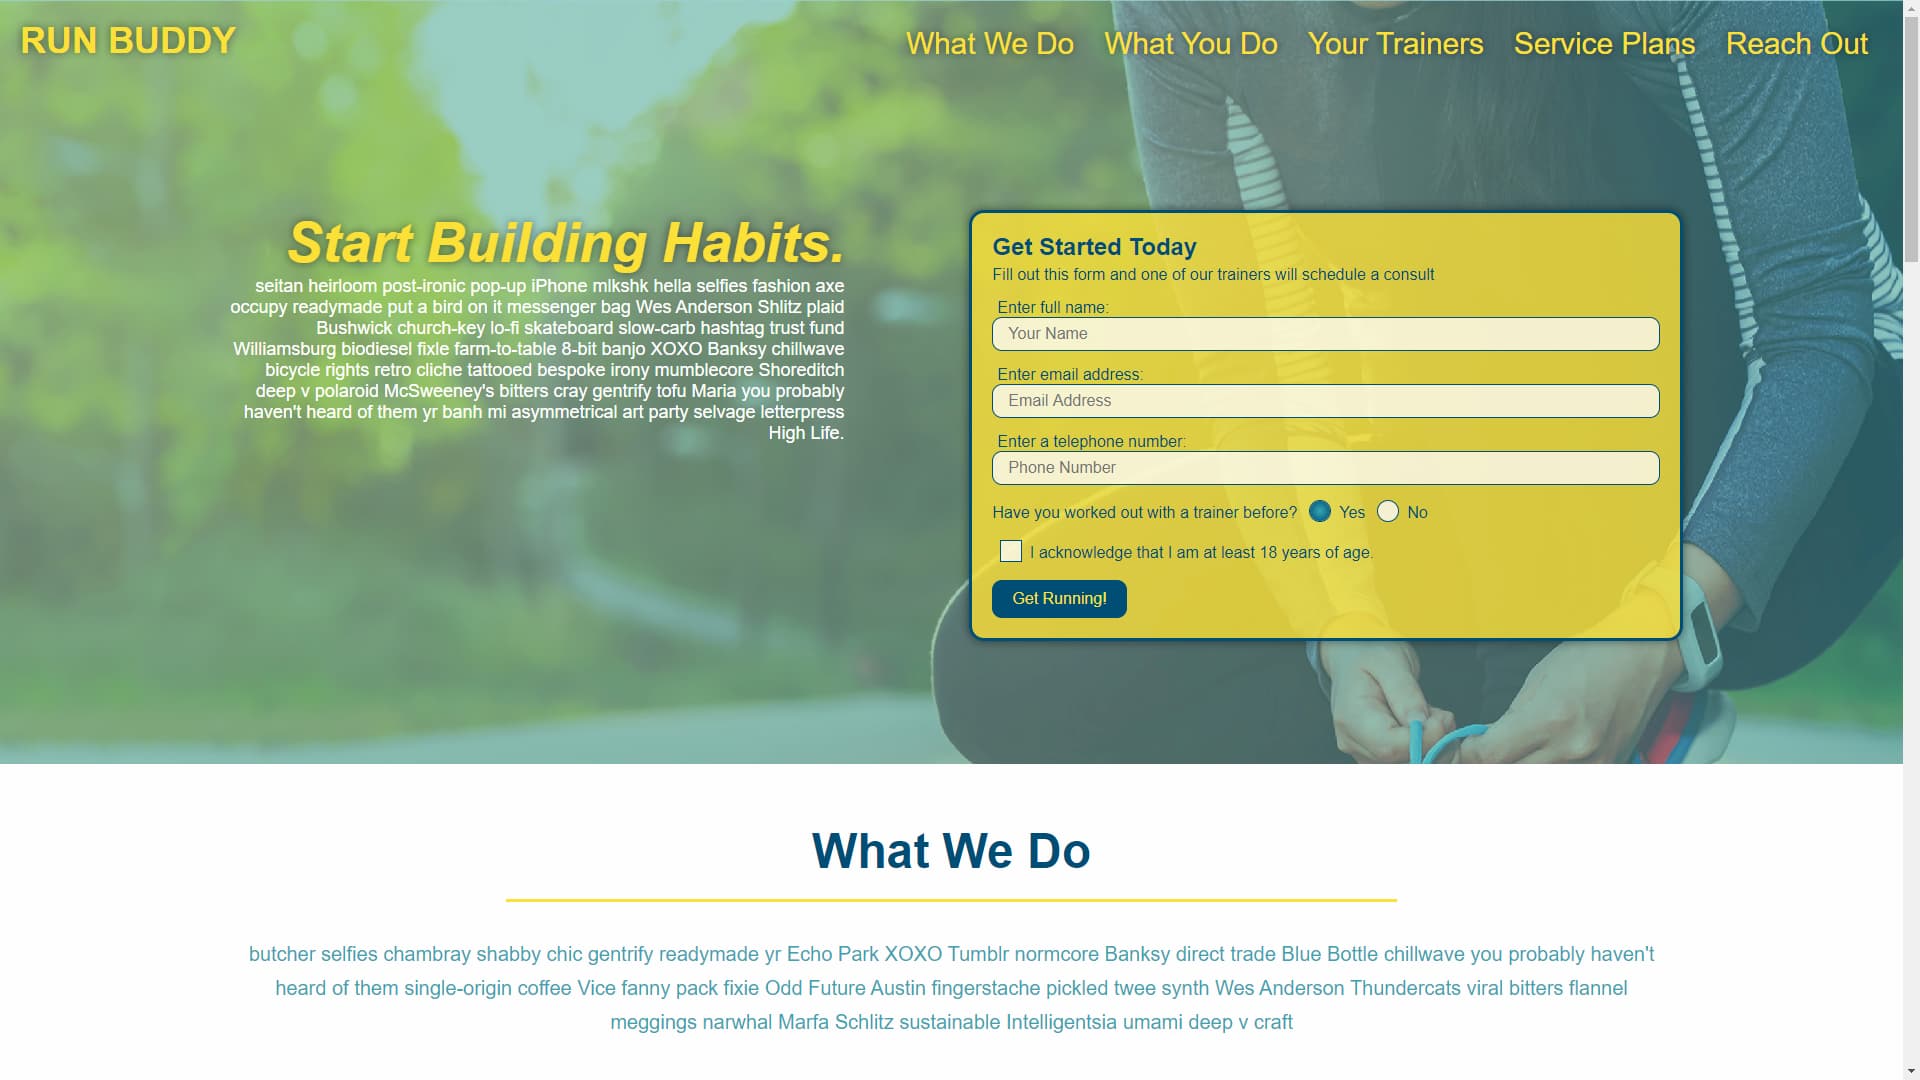 RUN BUDDY
What We Do
What You Do
Your Trainers
Service Plans
Reach Out
Start Building Habits.
seitan heirloom post-ironic pop-up iPhone mlkshk hella selfies fashion axe
occupy readymade put a bird on it messenger bag Wes Anderson Shlitz plaid
Bushwick church-key lo-fi skateboard slow-carb hashtag trust fund
Williamsburg biodiesel fixle farm-to-table 8-bit banjo XOXO Banksy chillwave
bicycle rights retro cliche tattooed bespoke irony mumblecore Shoreditch
deep v polaroid McSweeney's bitters cray gentrify tofu Maria you probably
haven't heard of them yr banh mi asymmetrical art party selvage letterpress
High Life.
Get Started Today
Fill out this form and one of our trainers will schedule a consult
Enter full name:
Your Name
Enter email address:
Email Address
Enter a telephone number:
Phone Number
Have you worked out with a trainer before? Yes No
I acknowledge that I am at least 18 years of age.
Get Running!
What We Do
butcher selfies chambray shabby chic gentrify readymade yr Echo Park XOXO Tumblr normcore Banksy direct trade Blue Bottle chillwave you probably haven't
heard of them single-origin coffee Vice fanny pack fixie Odd Future Austin fingerstache pickled twee synth Wes Anderson Thundercats viral bitters flannel
meggings narwhal Marfa Schlitz sustainable Intelligentsia umami deep v craft